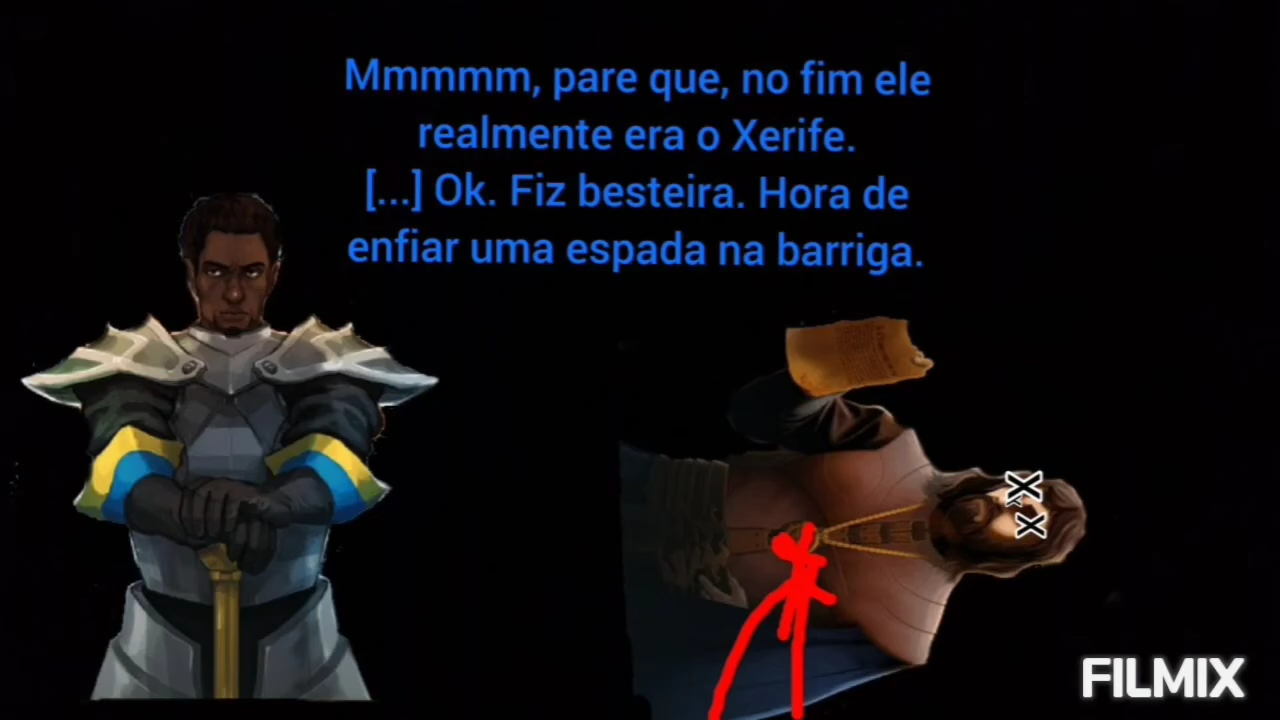 Mmmmm, pare que, no fim ele
realmente era o Xerife.
[...] Ok. Fiz besteira. Hora de
enfiar uma espada na barriga.
X
X
FILMIX